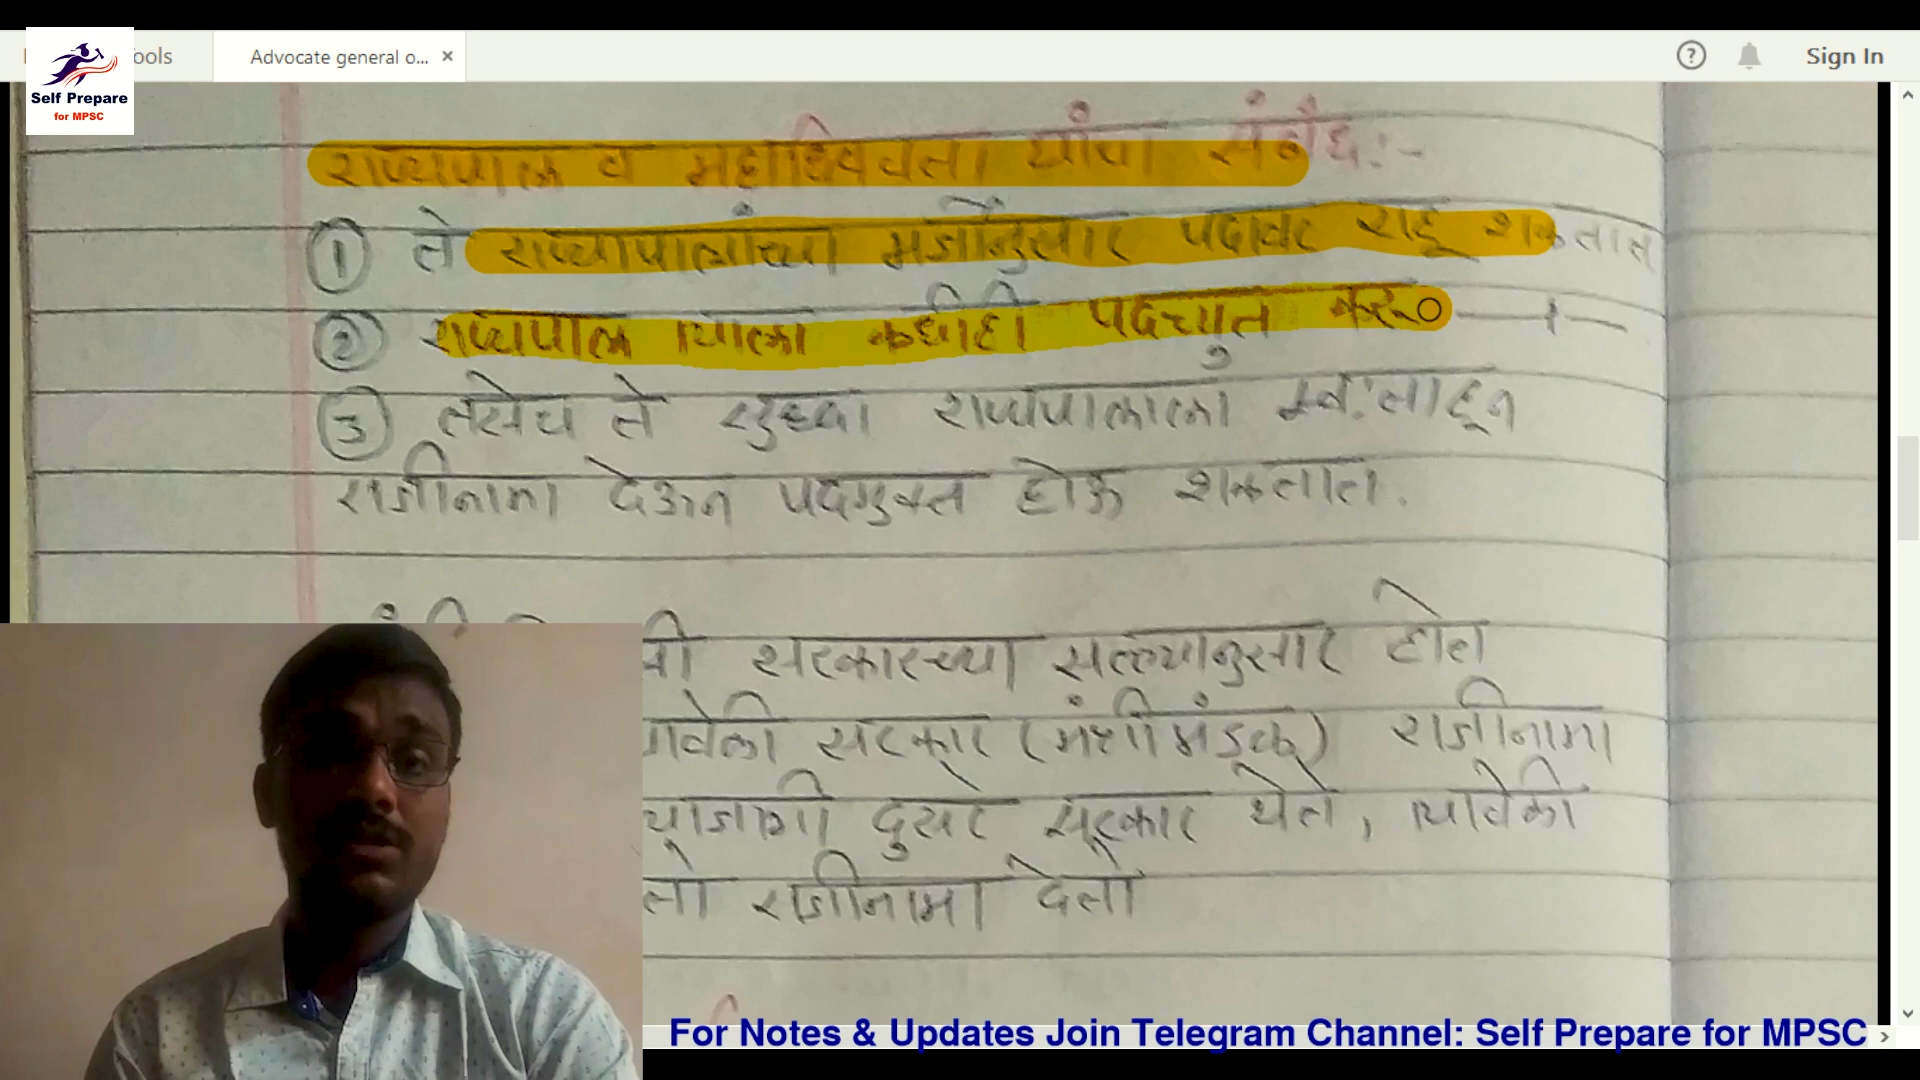 ools
Advocate general o... ×
? Sign In
Self Prepare
for MPSC
राज्यपाल व महाधिवक्ता यांचा संबंध:-
① ते राज्यपालांच्या मर्जीनुसार पदावर राहू शकतात
② राज्यपाल त्याला कधीही पदच्युत करू
③ तसेच ते सुध्दा राज्यपालाला स्वतःहून
राजीनामा देऊन पदमुक्त होऊ शकतात.
सरकारच्या सल्ल्यानुसार होते
सरकार (मंत्रीमंडळ) राजीनामा
दुसरे सरकार येते, त्यावेळी
तो राजीनामा देतो
For Notes & Updates Join Telegram Channel: Self Prepare for MPSC